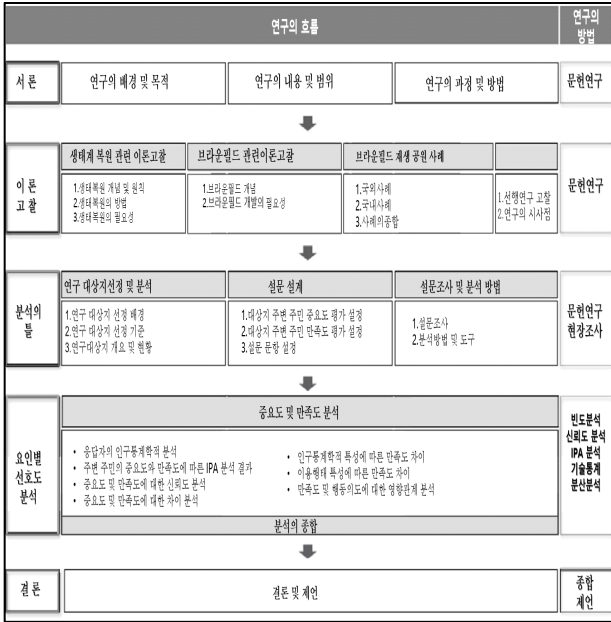 연구의 흐름
연구의
방법
서론
연구의 배경 및 목적
연구의 내용 및 범위
연구의 과정 및 방법
문헌연구
이론
고찰
생태계 복원 관련 이론고찰
1.생태복원 개념 및 원칙
2.생태복원의 방법
3.생태복원의 필요성
브라운필드 관련이론고찰
1.브라운필드 개념
2.브라운필드 개발의 필요성
브라운필드 재생 공원 사례
1.국외사례
2.국내사례
3.사례의종합
1.선행연구 고찰
2.연구의 시사점
문헌연구
분석의
틀
연구 대상지선정 및 분석
1.연구 대상지 선정 배경
2.연구 대상지 선정 기준
3.연구대상지 개요 및 현황
설문 설계
1.대상지 주변 주민 중요도 평가 설정
2.대상지 주변 주민 만족도 평가 설정
3.설문 문항 설정
설문조사 및 분석 방법
1.설문조사
2.분석방법 및 도구
문헌연구
현장조사
요인별
선호도
분석
중요도 및 만족도 분석
• 응답자의 인구통계학적 분석
• 주변 주민의 중요도와 만족도에 따른 IPA 분석 결과
• 중요도 및 만족도에 대한 신뢰도 분석
• 중요도 및 만족도에 대한 차이 분석
• 인구통계학적 특성에 따른 만족도 차이
• 이용행태 특성에 따른 만족도 차이
• 만족도 및 행동의도에 대한 영향관계 분석
분석의 종합
빈도분석
신뢰도 분석
IPA 분석
기술통계
분산분석
결론
결론 및 제언
종합
제언